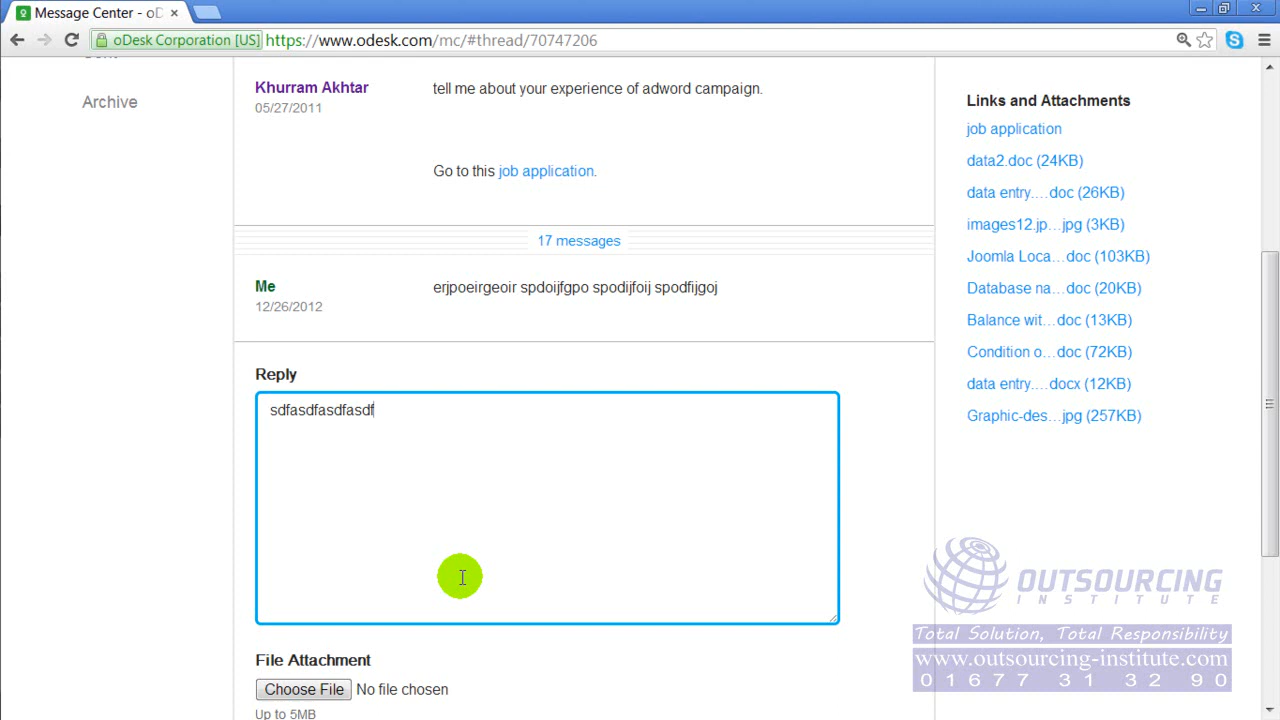 Message Center - oD
oDesk Corporation [US] https://www.odesk.com/mc/#thread/70747206
Archive
Khurram Akhtar
05/27/2011
tell me about your experience of adword campaign.
Go to this job application.
17 messages
Me
12/26/2012
erjpoeirgeoir spdoijfgpo spodijfoij spodfijgoj
Reply
sdfasdfasdfasdf
File Attachment
Choose File No file chosen
Up to 5MB
Links and Attachments
job application
data2.doc (24KB)
data entry....doc (26KB)
images12.jp...jpg (3KB)
Joomla Loca...doc (103KB)
Database na...doc (20KB)
Balance wit...doc (13KB)
Condition o...doc (72KB)
data entry....docx (12KB)
Graphic-des...jpg (257KB)
OUTSOURCING
INSTITUTE
Total Solution, Total Responsibility
www.outsourcing-institute.com
01677 31 32 90